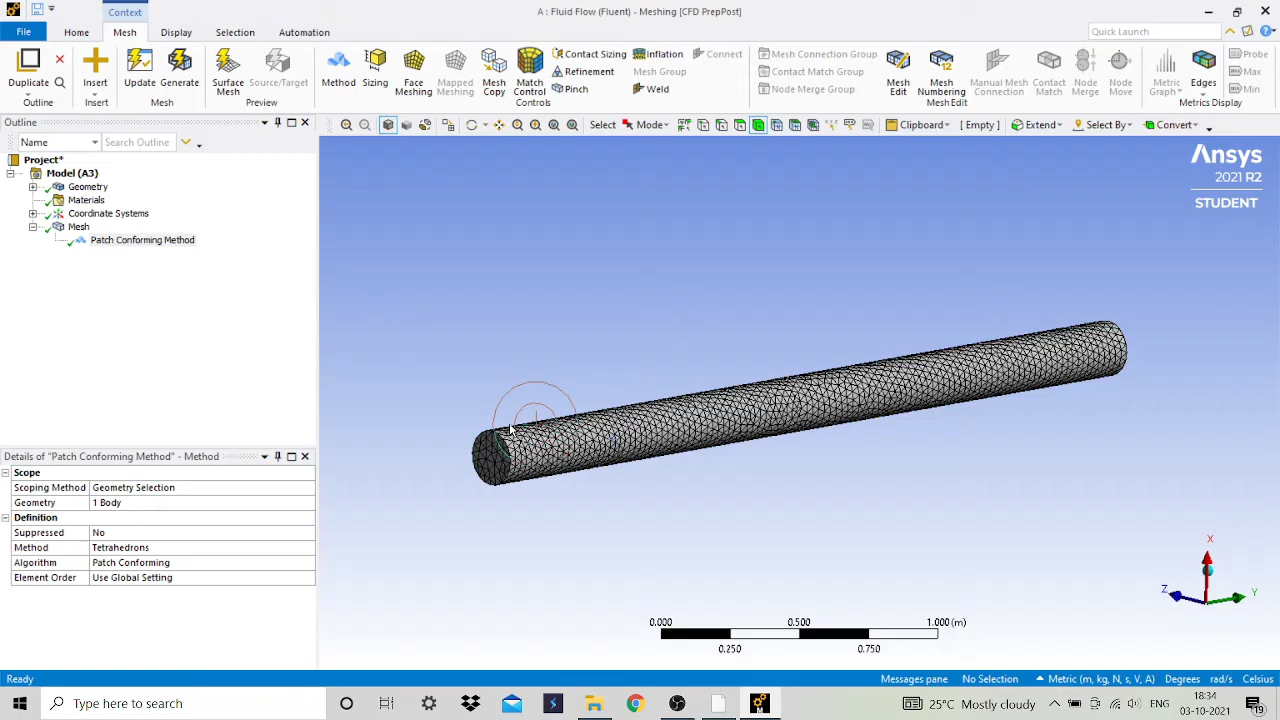 Context
A : Fluid Flow (Fluent) - Meshing [CFD PrepPost]
File Home Mesh Display Selection Automation
Quick Launch
Duplicate
Outline
Insert
Insert
Update Generate
Mesh
Surface Mesh
Source/Target
Preview
Method Sizing
Face Meshing
Mapped Meshing
Mesh Copy
Match Control
Contact Sizing
Refinement
Pinch
Inflation
Mesh Group
Weld
Connect
Controls
Mesh Connection Group
Contact Match Group
Node Merge Group
Mesh Edit
Mesh Numbering
Manual Mesh Connection
Contact Match
Node Merge
Node Move
Mesh Edit
Metric Graph
Edges
Probe
Max
Min
Metrics Display
Outline
Name Search Outline
Select Mode Clipboard [ Empty ] Extend Select By Convert
Project*
Model (A3)
Geometry
Materials
Coordinate Systems
Mesh
Patch Conforming Method
Ansys
2021 R2
STUDENT
Details of "Patch Conforming Method" - Method
Scope
Scoping Method Geometry Selection
Geometry 1 Body
Definition
Suppressed No
Method Tetrahedrons
Algorithm Patch Conforming
Element Order Use Global Setting
X
Y
Z
0.000 0.500 1.000 (m)
0.250 0.750
Ready Messages pane No Selection Metric (m, kg, N, s, V, A) Degrees rad/s Celsius
Type here to search
M
25°C Mostly cloudy
18:34
03-10-2021
19